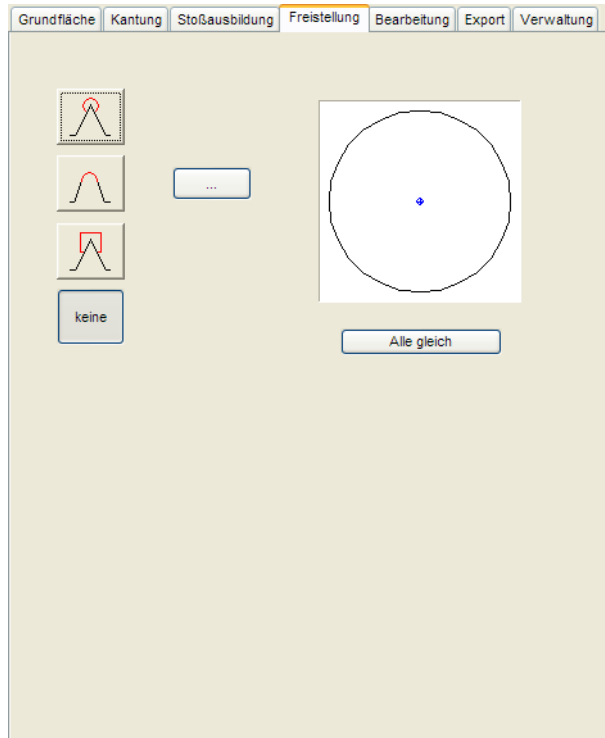 Grundfläche Kantung Stoßausbildung Freistellung Bearbeitung Export Verwaltung
...
keine
Alle gleich